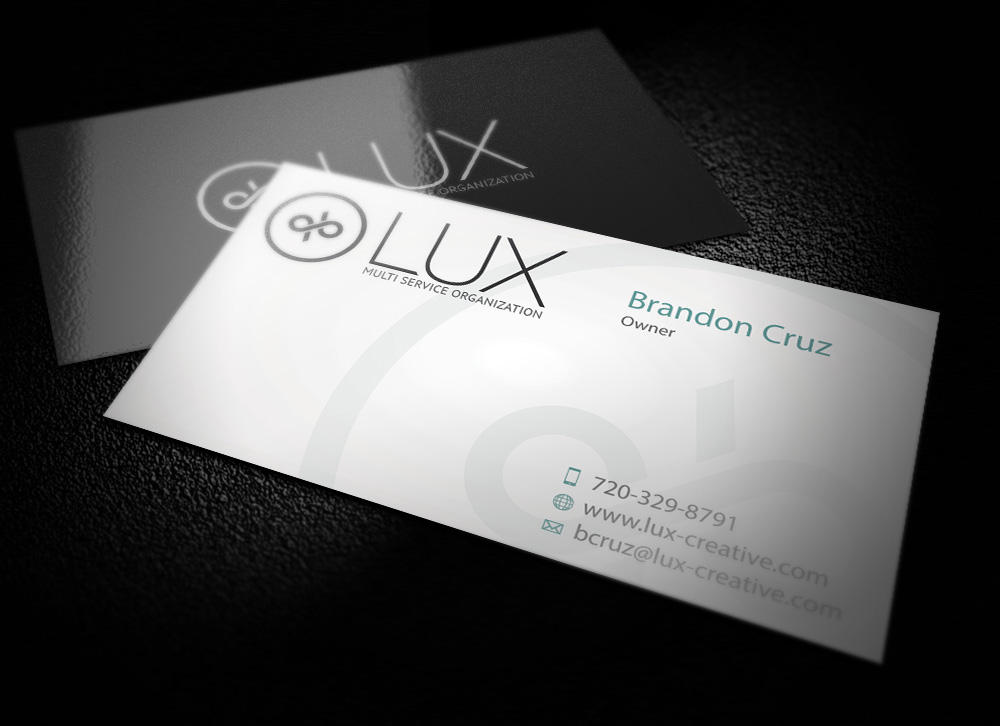 LUX
ORGANIZATION
LUX
MULTI SERVICE ORGANIZATION
Brandon Cruz
Owner
720-329-8791
www.lux-creative.com
bcruz@lux-creative.com